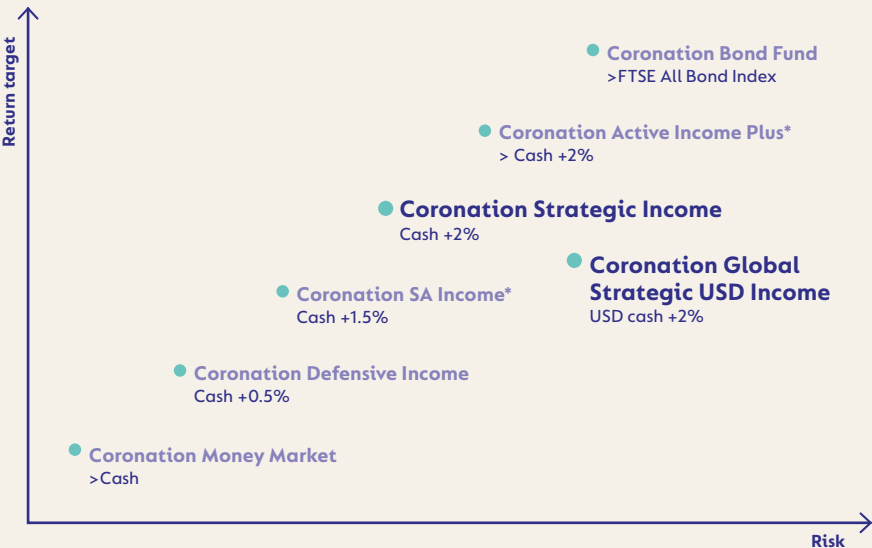 Return target
Coronation Bond Fund
>FTSE All Bond Index
Coronation Active Income Plus*
> Cash +2%
Coronation Strategic Income
Cash +2%
Coronation Global
Strategic USD Income
USD cash +2%
Coronation SA Income*
Cash +1.5%
Coronation Defensive Income
Cash +0.5%
Coronation Money Market
>Cash
Risk